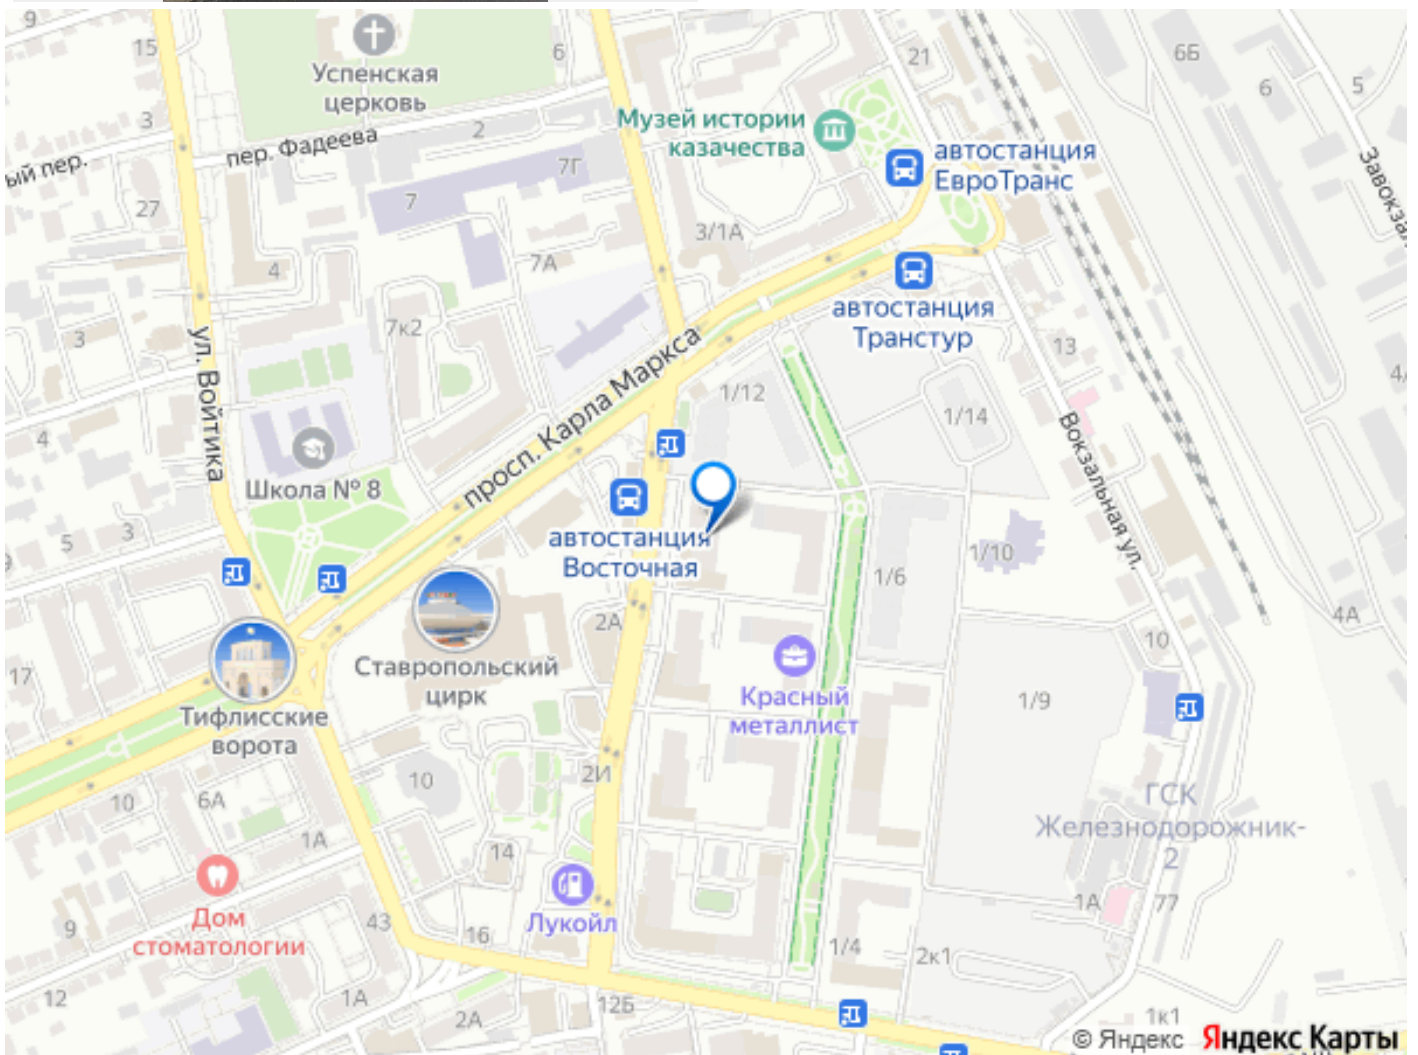 9
15
Успенская
церковь
6
21
6Б
6
5
3
пер. Фадеева
2
Музей истории
казачества
автостанция
ЕвроТранс
ый пер.
7Г
7
27
3/1А
4
7А
автостанция
Транстур
7к2
3
ул. Войтика
просп. Карла Маркса
13
1/12
1/14
4
Вокзальная ул.
Школа № 8
5
3
автостанция
Восточная
1/10
1/6
2А
4А
10
17
Ставропольский
цирк
Красный
металлист
1/9
Тифлисские
ворота
10
2И
10
6А
1А
ГСК
Железнодорожник-
2
14
Дом
стоматологии
9
43
16
Лукойл
1А
77
1/4
2к1
12
1А
2А
12Б
1к1
© Яндекс Яндекс Карты